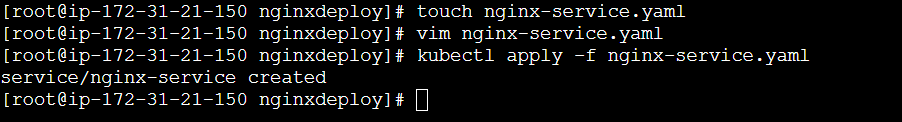 [root@ip-172-31-21-150 nginxdeploy]# touch nginx-service.yaml
[root@ip-172-31-21-150 nginxdeploy]# vim nginx-service.yaml
[root@ip-172-31-21-150 nginxdeploy]# kubectl apply -f nginx-service.yaml
service/nginx-service created
[root@ip-172-31-21-150 nginxdeploy]#